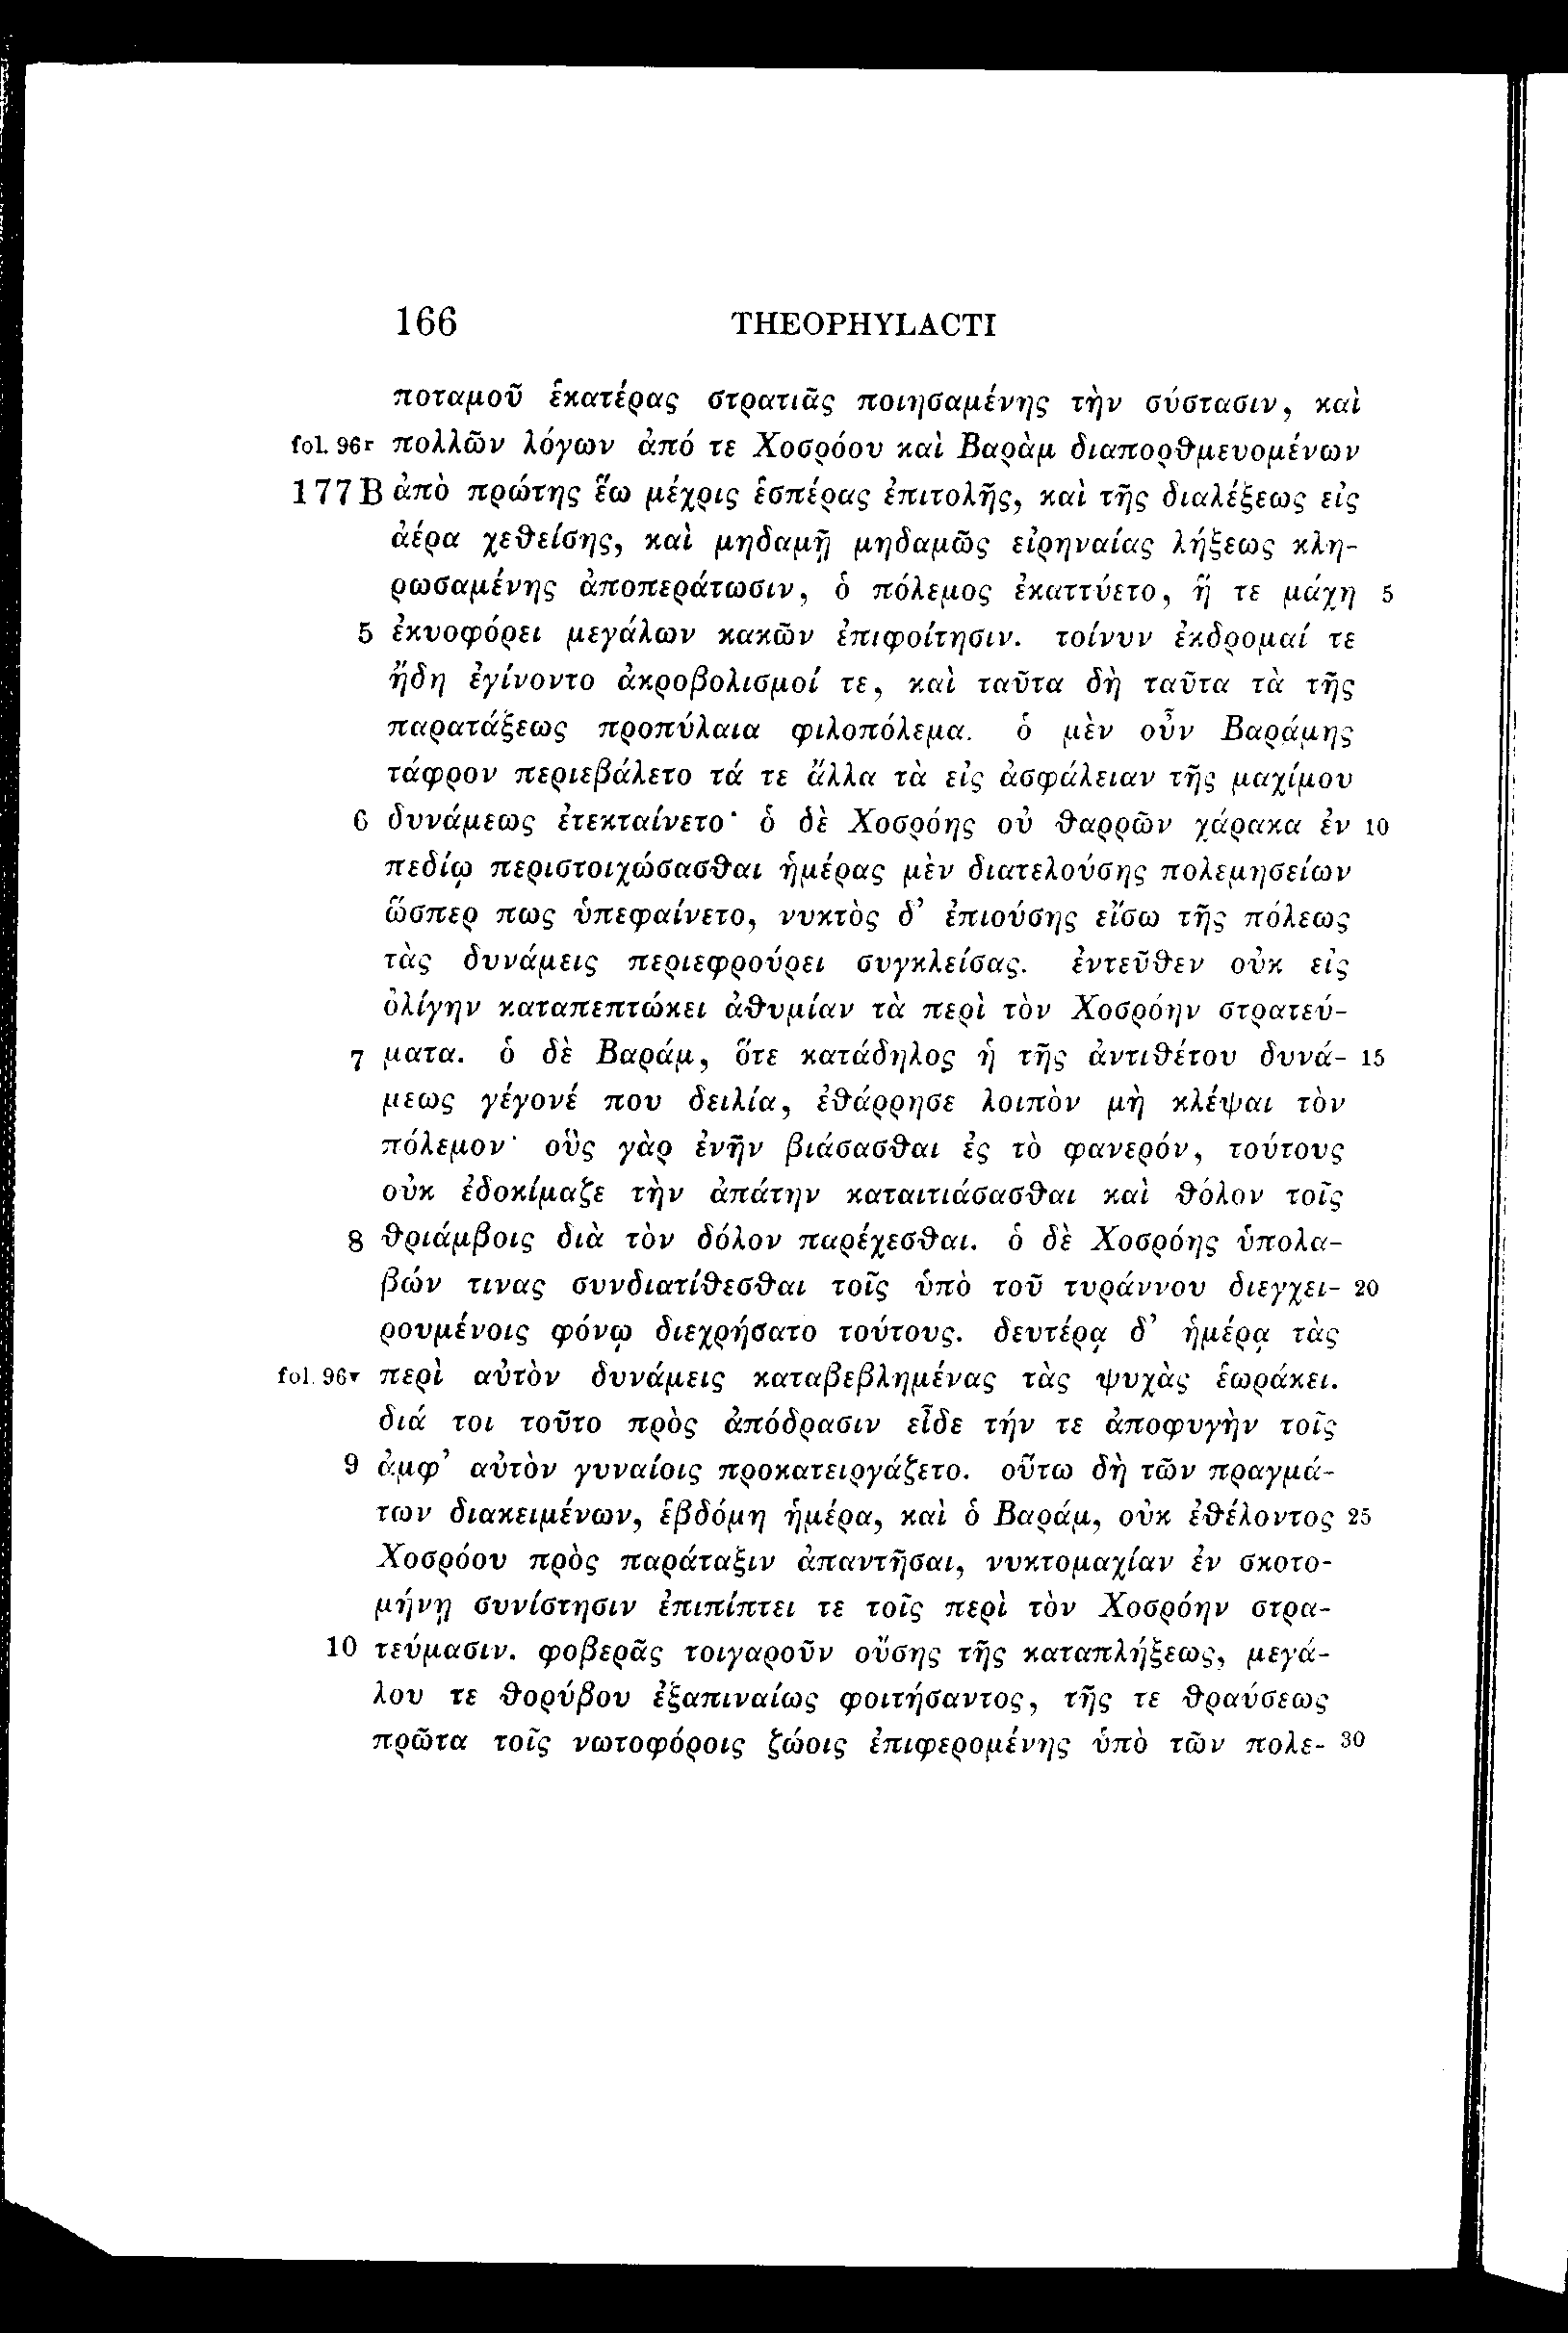 166 THEOPHYLACTI
ποταμοῦ ἑκατέρας στρατιᾶς ποιησαμένης τὴν σύστασιν, καὶ
fol. 96r πολλῶν λόγων ἀπό τε Χοσρόου καὶ Βαρὰμ διαπορθμευομένων
177 B ἀπὸ πρώτης ἕω μέχρις ἑσπέρας ἐπιτολῆς, καὶ τῆς διαλέξεως εἰς
ἀέρα χεθείσης, καὶ μηδαμῇ μηδαμῶς εἰρηναίας λήξεως κλη-
ρωσαμένης ἀποπεράτωσιν, ὁ πόλεμος ἐκαττύετο, ἥ τε μάχη 5
5 ἐκυοφόρει μεγάλων κακῶν ἐπιφοίτησιν. τοίνυν ἐκδρομαί τε
ἤδη ἐγίνοντο ἀκροβολισμοί τε, καὶ ταῦτα δὴ ταῦτα τὰ τῆς
παρατάξεως προπύλαια φιλοπόλεμα. ὁ μὲν οὖν Βαράμης
τάφρον περιεβάλετο τά τε ἄλλα τὰ εἰς ἀσφάλειαν τῆς μαχίμου
6 δυνάμεως ἐτεκταίνετο· ὁ δὲ Χοσρόης οὐ θαρρῶν χάρακα ἐν 10
πεδίῳ περιστοιχώσασθαι ἡμέρας μὲν διατελούσης πολεμησείων
ὥσπερ πως ὑπεφαίνετο, νυκτὸς δ’ ἐπιούσης εἴσω τῆς πόλεως
τὰς δυνάμεις περιεφρούρει συγκλείσας. ἐντεῦθεν οὐκ εἰς
ὀλίγην καταπεπτώκει ἀθυμίαν τὰ περὶ τὸν Χοσρόην στρατεύ-
7 ματα. ὁ δὲ Βαράμ, ὅτε κατάδηλος ἡ τῆς ἀντιθέτου δυνά- 15
μεως γέγονέ που δειλία, ἐθάρρησε λοιπὸν μὴ κλέψαι τὸν
πόλεμον· οὓς γὰρ ἐνῆν βιάσασθαι ἐς τὸ φανερόν, τούτους
οὐκ ἐδοκίμαζε τὴν ἀπάτην καταιτιάσασθαι καὶ θόλον τοῖς
8 θριάμβοις διὰ τὸν δόλον παρέχεσθαι. ὁ δὲ Χοσρόης ὑπολα-
βών τινας συνδιατίθεσθαι τοῖς ὑπὸ τοῦ τυράννου διεγχει- 20
ρουμένοις φόνῳ διεχρήσατο τούτους. δευτέρᾳ δ’ ἡμέρᾳ τὰς
fol. 96v περὶ αὐτὸν δυνάμεις καταβεβλημένας τὰς ψυχὰς ἑωράκει.
διά τοι τοῦτο πρὸς ἀπόδρασιν εἶδε τήν τε ἀποφυγὴν τοῖς
9 ἀμφ’ αὐτὸν γυναίοις προκατειργάζετο. οὕτω δὴ τῶν πραγμά-
των διακειμένων, ἑβδόμη ἡμέρα, καὶ ὁ Βαράμ, οὐκ ἐθέλοντος 25
Χοσρόου πρὸς παράταξιν ἀπαντῆσαι, νυκτομαχίαν ἐν σκοτο-
μήνῃ συνίστησιν ἐπιπίπτει τε τοῖς περὶ τὸν Χοσρόην στρα-
10 τεύμασιν. φοβερᾶς τοιγαροῦν οὔσης τῆς καταπλήξεως, μεγά-
λου τε θορύβου ἐξαπιναίως φοιτήσαντος, τῆς τε θραύσεως
πρῶτα τοῖς νωτοφόροις ζώοις ἐπιφερομένης ὑπὸ τῶν πολε- 30